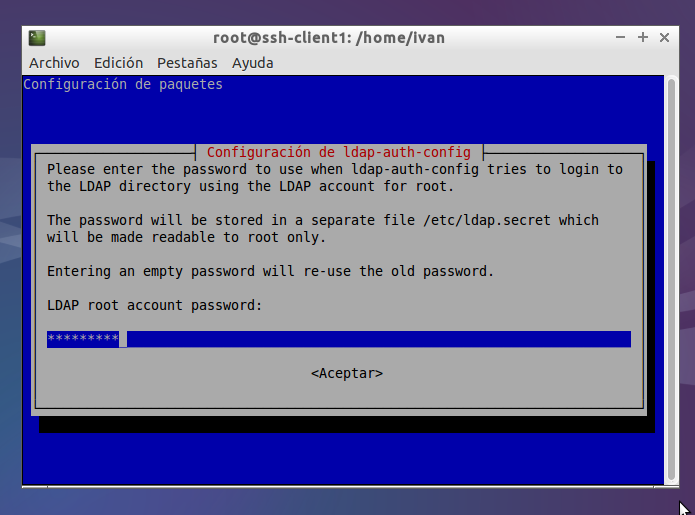 root@ssh-client1: /home/ivan
Archivo Edición Pestañas Ayuda
Configuración de paquetes
Configuración de ldap-auth-config
Please enter the password to use when ldap-auth-config tries to login to
the LDAP directory using the LDAP account for root.
The password will be stored in a separate file /etc/ldap.secret which
will be made readable to root only.
Entering an empty password will re-use the old password.
LDAP root account password:
*********
<Aceptar>